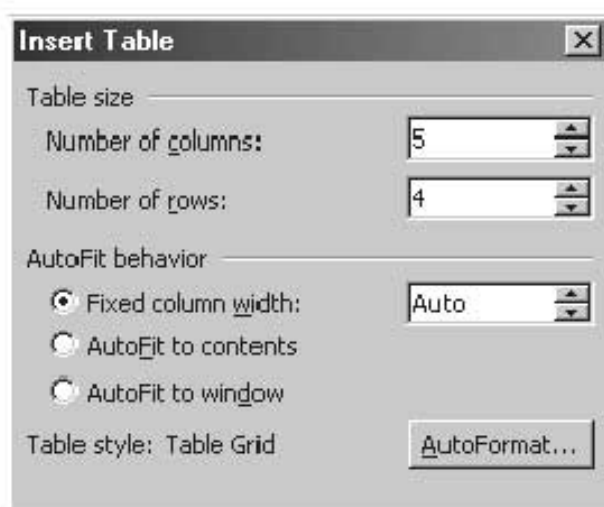 Insert Table
Table size
Number of columns: 5
Number of rows: 4
AutoFit behavior
Fixed column width: Auto
AutoFit to contents
AutoFit to window
Table style: Table Grid AutoFormat...